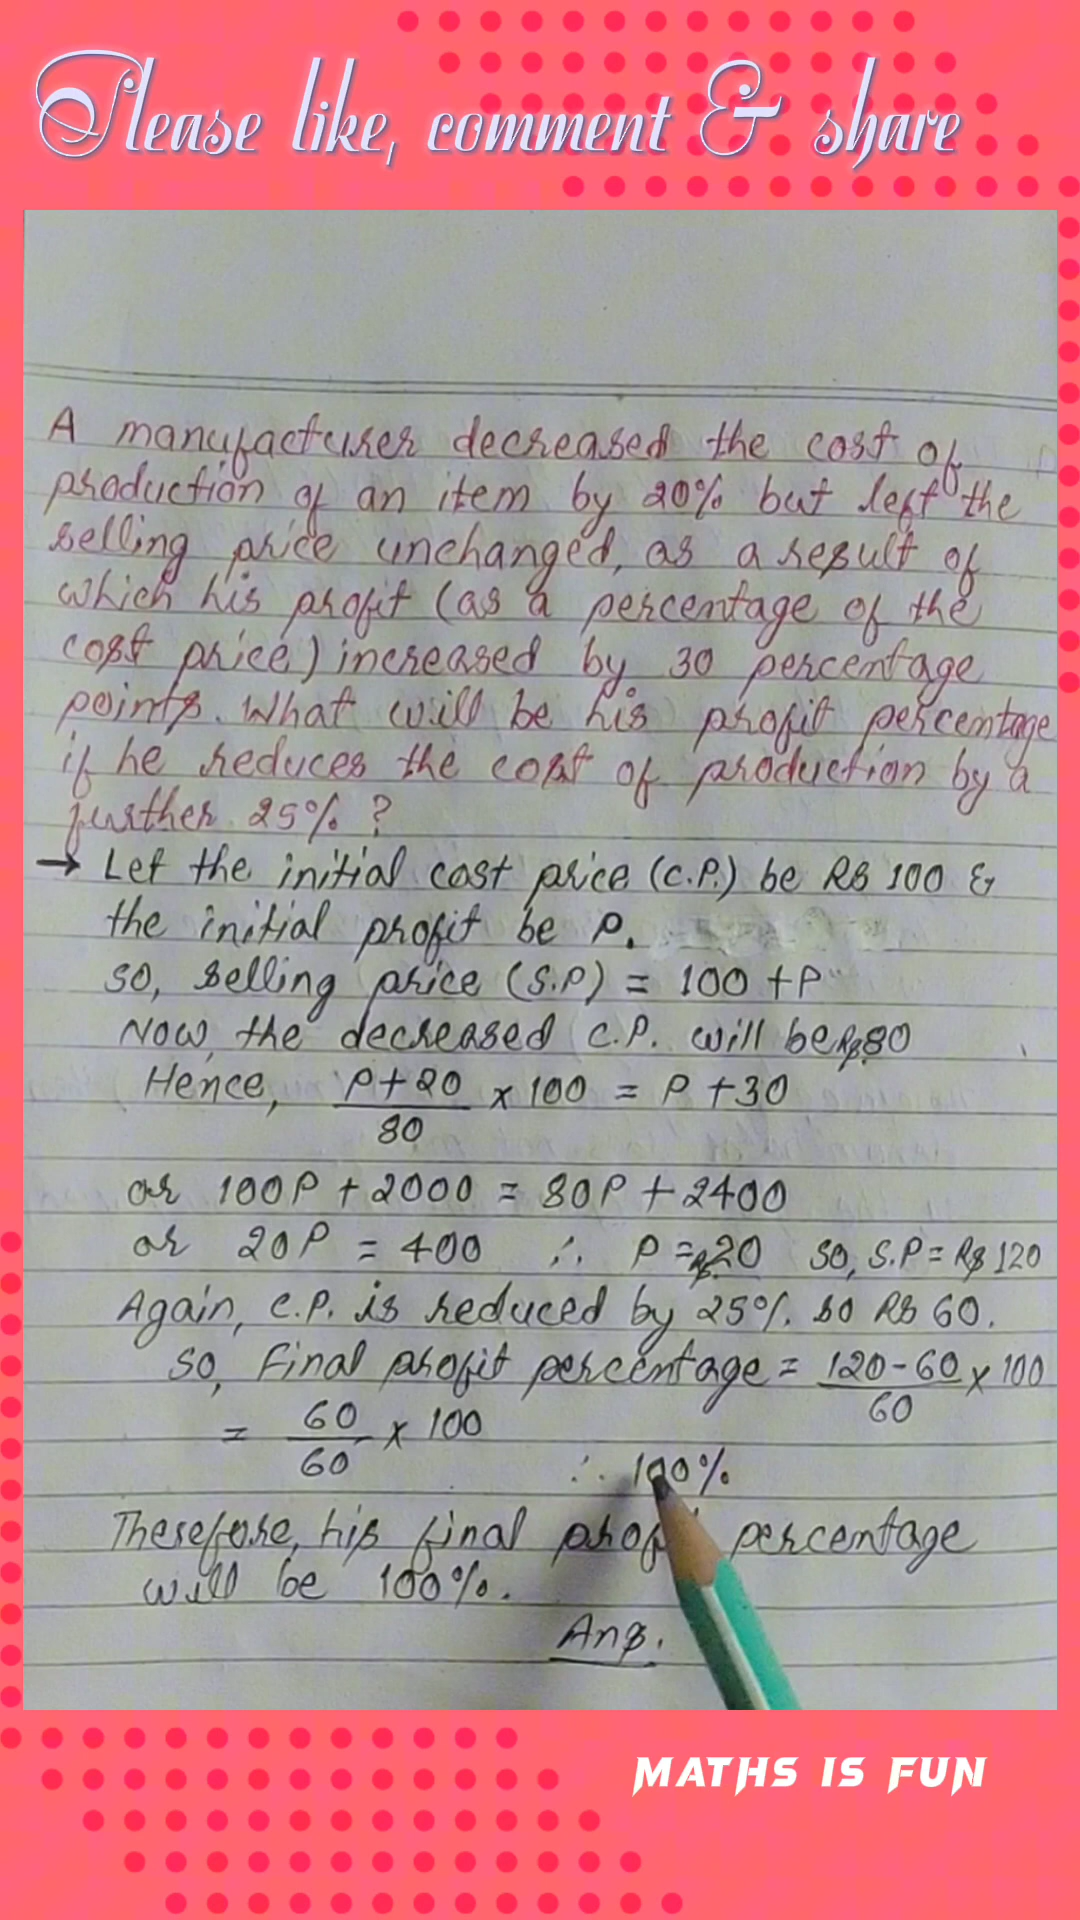 Please like, comment & share
A manufacturer decreased the cost of
production of an item by 20% but left the
selling price unchanged, as a result of
which his profit (as a percentage of the
cost price) increased by 30 percentage
points. What will be his profit percentage
if he reduces the cost of production by a
further 25% ?
→ Let the initial cost price (C.P.) be Rs 100 &
the initial profit be P.
So, Selling price (S.P) = 100 + P
Now, the decreased C.P. will be Rs 80
Hence, P+20/80 × 100 = P + 30
or 100P + 2000 = 80P + 2400
or 20P = 400 ∴ P = Rs. 20 So, S.P = Rs 120
Again, C.P. is reduced by 25%. So Rs 60.
So, Final profit percentage = 120-60/60 × 100
= 60/60 × 100
∴ 100%
Therefore, his final profit percentage
will be 100%.
Ans.
MATHS IS FUN